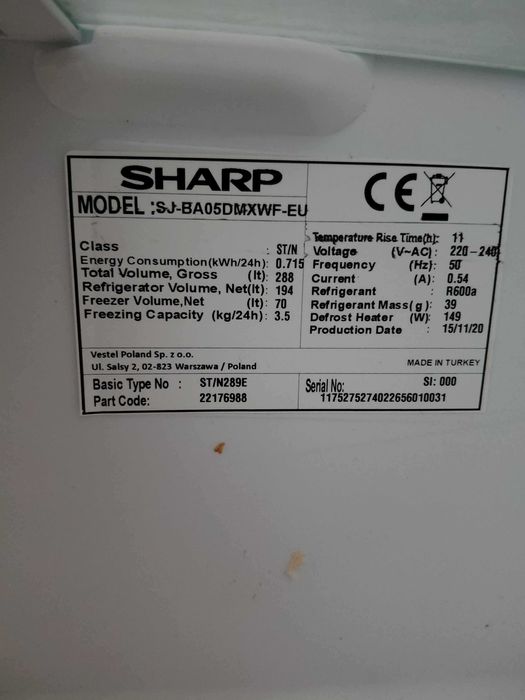 SHARP
MODEL :SJ-BA05DMXWF-EU
CE
Class : ST/N
Energy Consumption(kWh/24h): 0.715
Total Volume, Gross (lt): 288
Refrigerator Volume, Net(lt): 194
Freezer Volume,Net (lt): 70
Freezing Capacity (kg/24h): 3.5
Temperature Rise Time(h): 11
Voltage (V~AC) : 220-240
Frequency (Hz): 50
Current (A): 0.54
Refrigerant : R600a
Refrigerant Mass(g): 39
Defrost Heater (W): 149
Production Date : 15/11/20
Vestel Poland Sp. z o.o.
Ul. Salsy 2, 02-823 Warszawa / Poland
MADE IN TURKEY
Basic Type No : ST/N289E
Part Code: 22176988
Serial No: SI: 000
1175275274022656010031